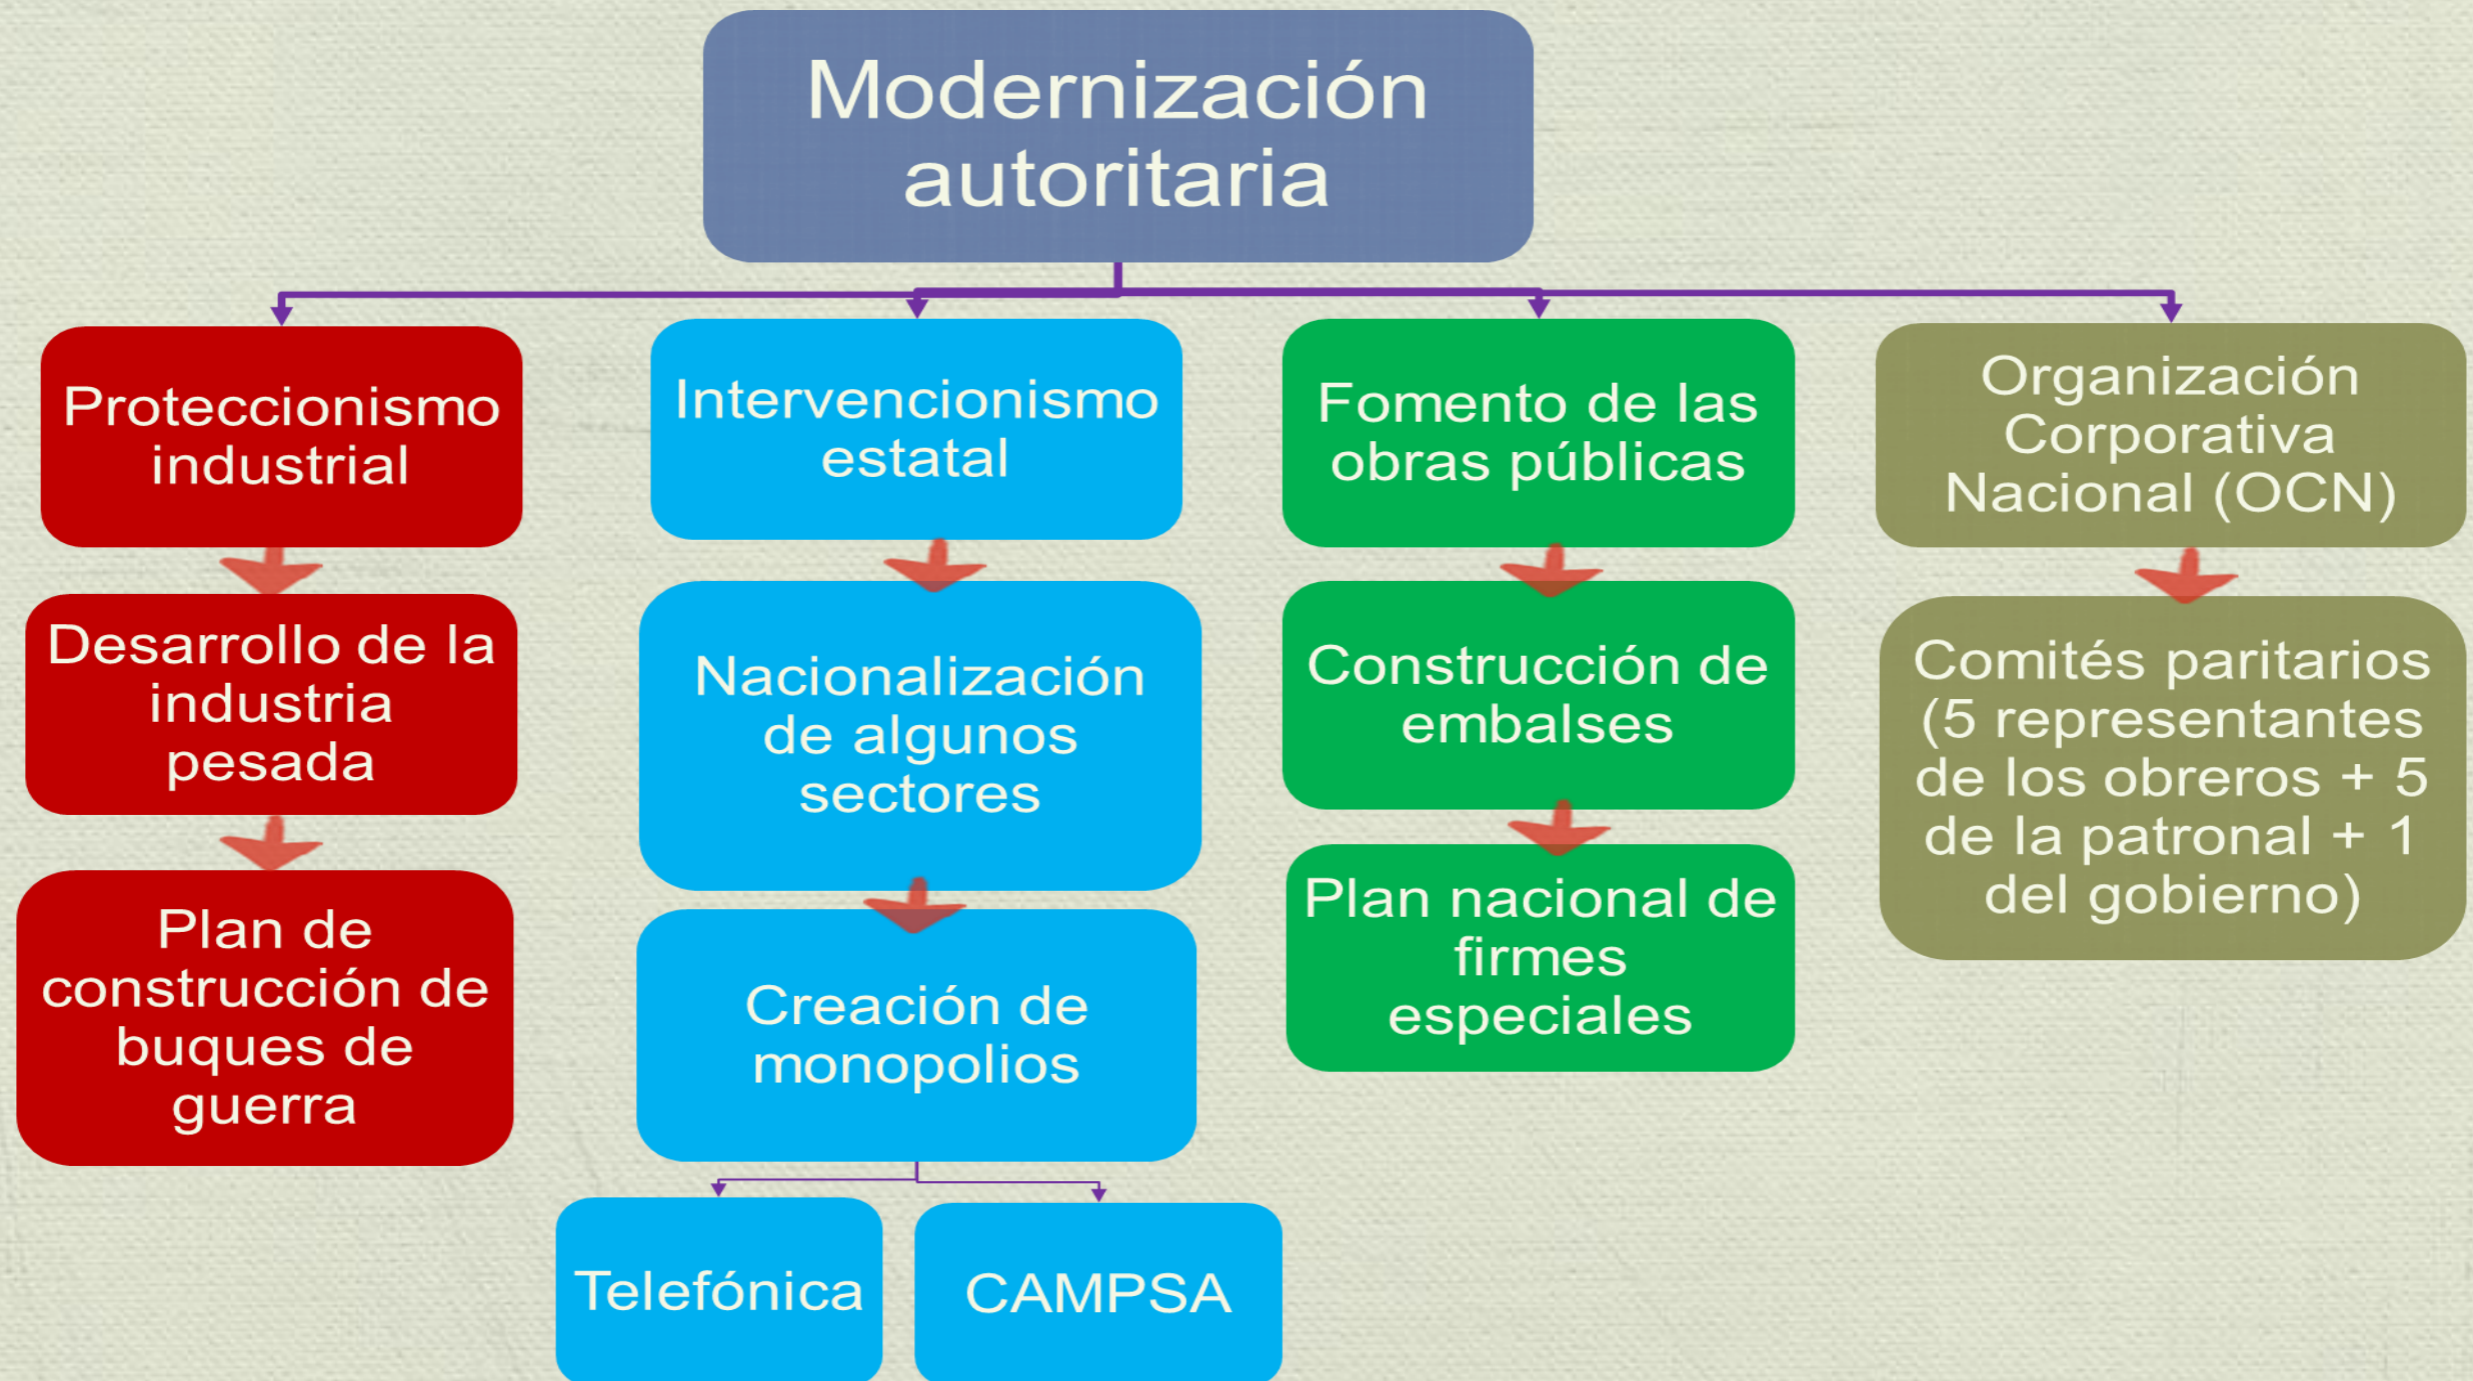 Modernización
autoritaria
Proteccionismo
industrial
Desarrollo de la
industria
pesada
Plan de
construcción de
buques de
guerra
Intervencionismo
estatal
Nacionalización
de algunos
sectores
Creación de
monopolios
Telefónica
CAMPSA
Fomento de las
obras públicas
Construcción de
embalses
Plan nacional de
firmes
especiales
Organización
Corporativa
Nacional (OCN)
Comités paritarios
(5 representantes
de los obreros + 5
de la patronal + 1
del gobierno)